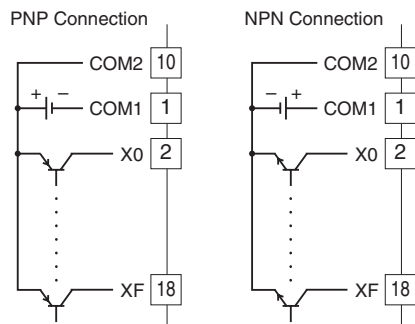 PNP Connection
COM2 10
+ −
COM1 1
X0 2
XF 18
NPN Connection
COM2 10
− +
COM1 1
X0 2
XF 18